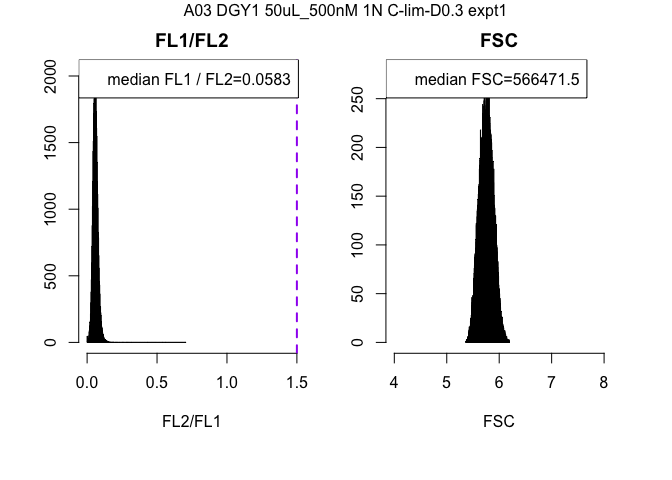 A03 DGY1 50uL_500nM 1N C-lim-D0.3 expt1
FL1/FL2
median FL1 / FL2=0.0583
2000
1500
1000
500
0
0.0 0.5 1.0 1.5
FL2/FL1
FSC
median FSC=566471.5
250
200
150
100
50
0
4 5 6 7 8
FSC